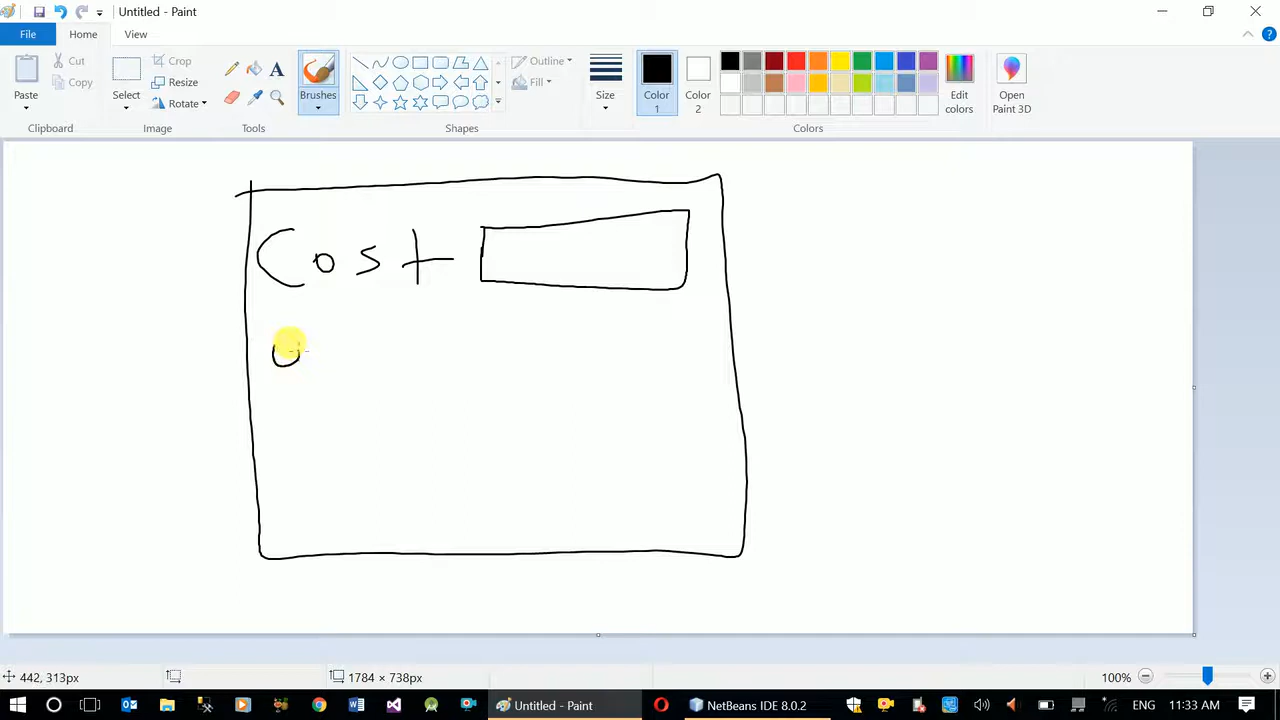 Untitled - Paint
File Home View
Paste
Cut
Copy
Clipboard
Select
Crop
Resize
Rotate
Image
A
Tools
Brushes
Outline
Fill
Shapes
Size
Color 1
Color 2
Edit colors
Open Paint 3D
Colors
Cost
442, 313px
1784 × 738px
100%
Untitled - Paint
NetBeans IDE 8.0.2
ENG
11:33 AM